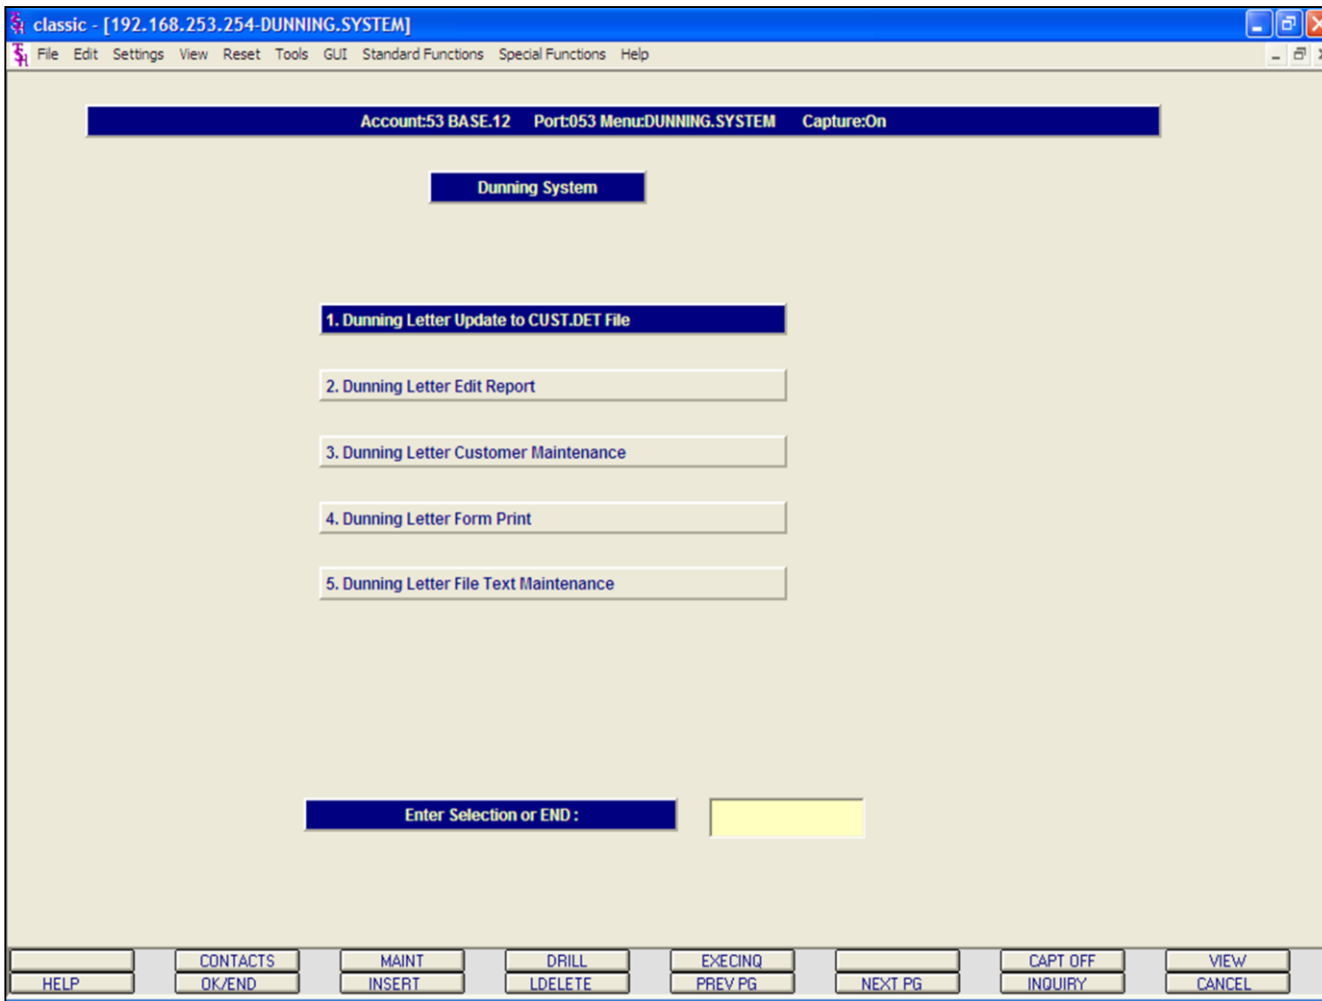 classic - [192.168.253.254-DUNNING.SYSTEM]
File Edit Settings View Reset Tools GUI Standard Functions Special Functions Help
Account:53 BASE.12 Port:053 Menu:DUNNING.SYSTEM Capture:On
Dunning System
1. Dunning Letter Update to CUST.DET File
2. Dunning Letter Edit Report
3. Dunning Letter Customer Maintenance
4. Dunning Letter Form Print
5. Dunning Letter File Text Maintenance
Enter Selection or END :
CONTACTS MAINT DRILL EXECINQ CAPT OFF VIEW
HELP OK/END INSERT LDELETE PREV PG NEXT PG INQUIRY CANCEL